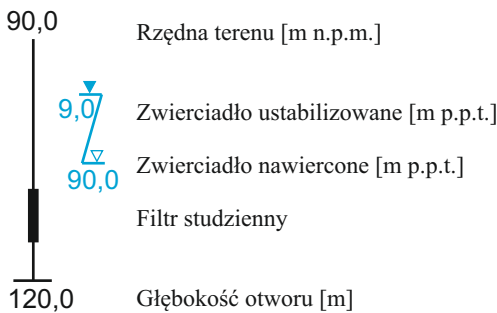 90,0 Rzędna terenu [m n.p.m.]
9,0 Zwierciadło ustabilizowane [m p.p.t.]
Zwierciadło nawiercone [m p.p.t.]
90,0
Filtr studzienny
120,0 Głębokość otworu [m]